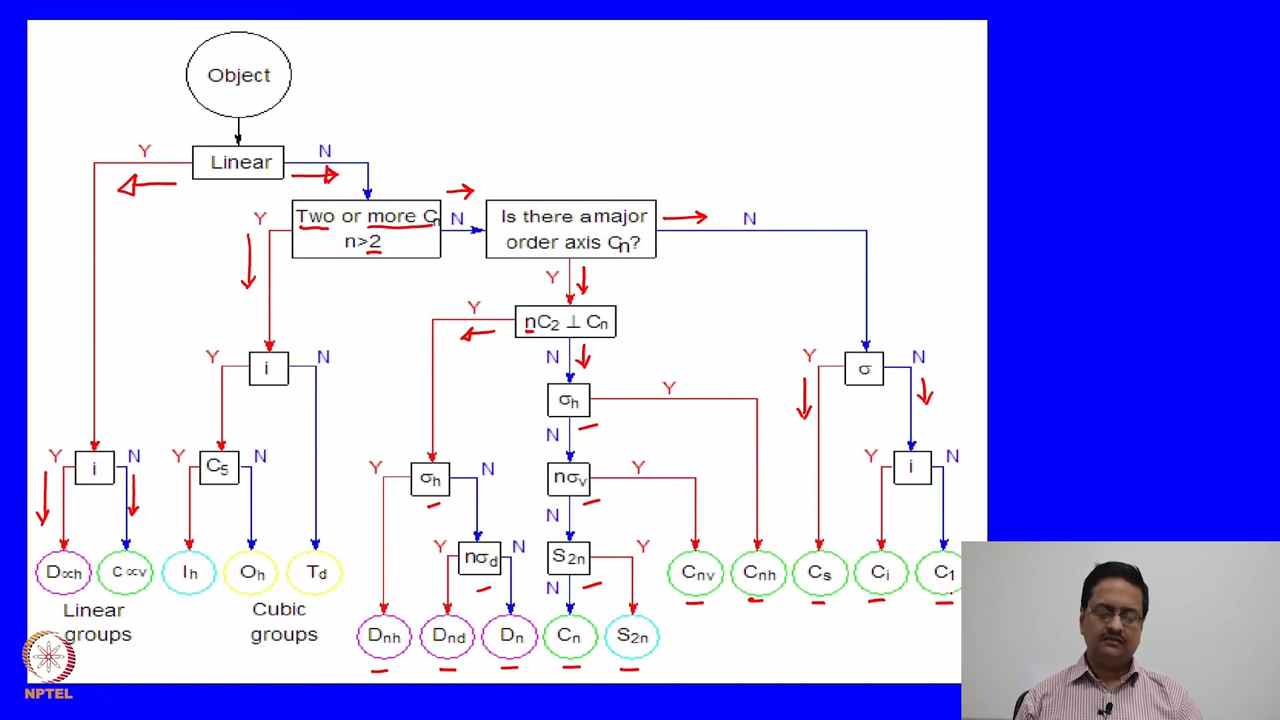 Object
Linear
Y
N
Two or more Cn
n>2
Y
N
Is there a major
order axis Cn?
N
Y
nC2 ⊥ Cn
Y
N
i
Y
N
σh
Y
N
σ
Y
N
i
Y
N
C5
Y
N
σh
Y
N
nσv
Y
N
i
Y
N
nσd
Y
N
S2n
Y
N
D∝h
C∝v
Ih
Oh
Td
Cnv
Cnh
Cs
Ci
C1
Linear
groups
Cubic
groups
Dnh
Dnd
Dn
Cn
S2n
NPTEL